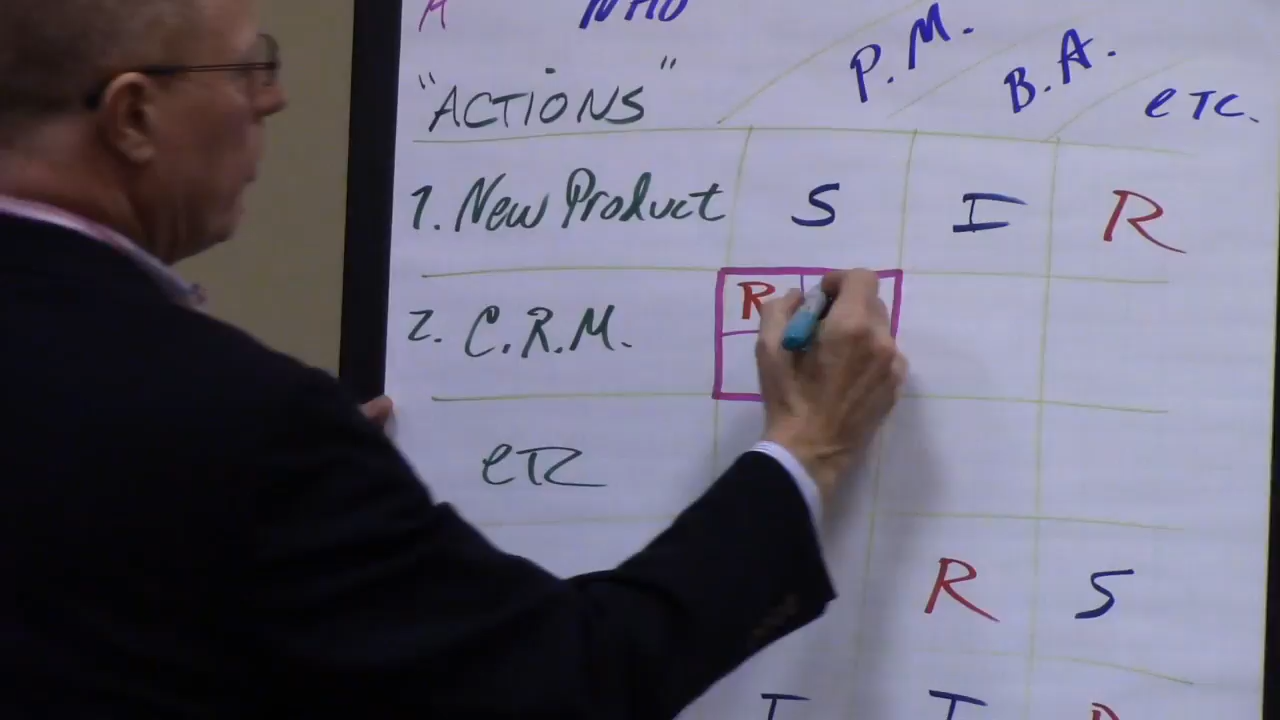 A WHO
P.M. B.A. eTC.
"ACTIONS"
1. New Product S I R
2. C.R.M. R
eTC
R S
I I R